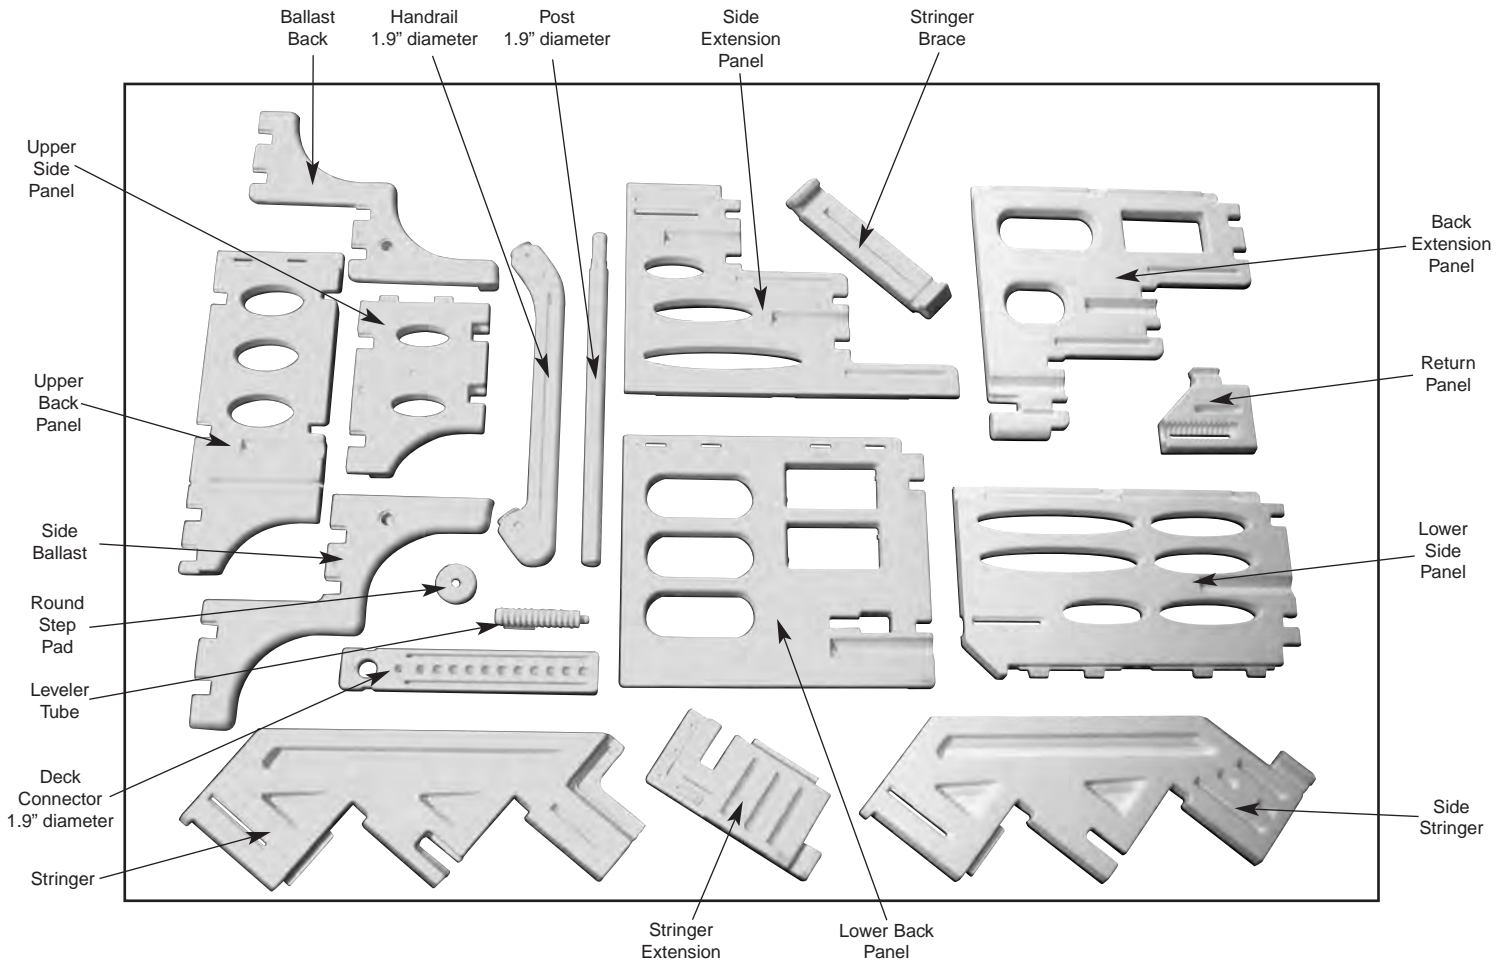 Ballast
Back
Handrail
1.9” diameter
Post
1.9” diameter
Side
Extension
Panel
Stringer
Brace
Upper
Side
Panel
Back
Extension
Panel
Upper
Back
Panel
Return
Panel
Side
Ballast
Lower
Side
Panel
Round
Step
Pad
Leveler
Tube
Deck
Connector
1.9” diameter
Side
Stringer
Stringer
Stringer
Extension
Lower Back
Panel